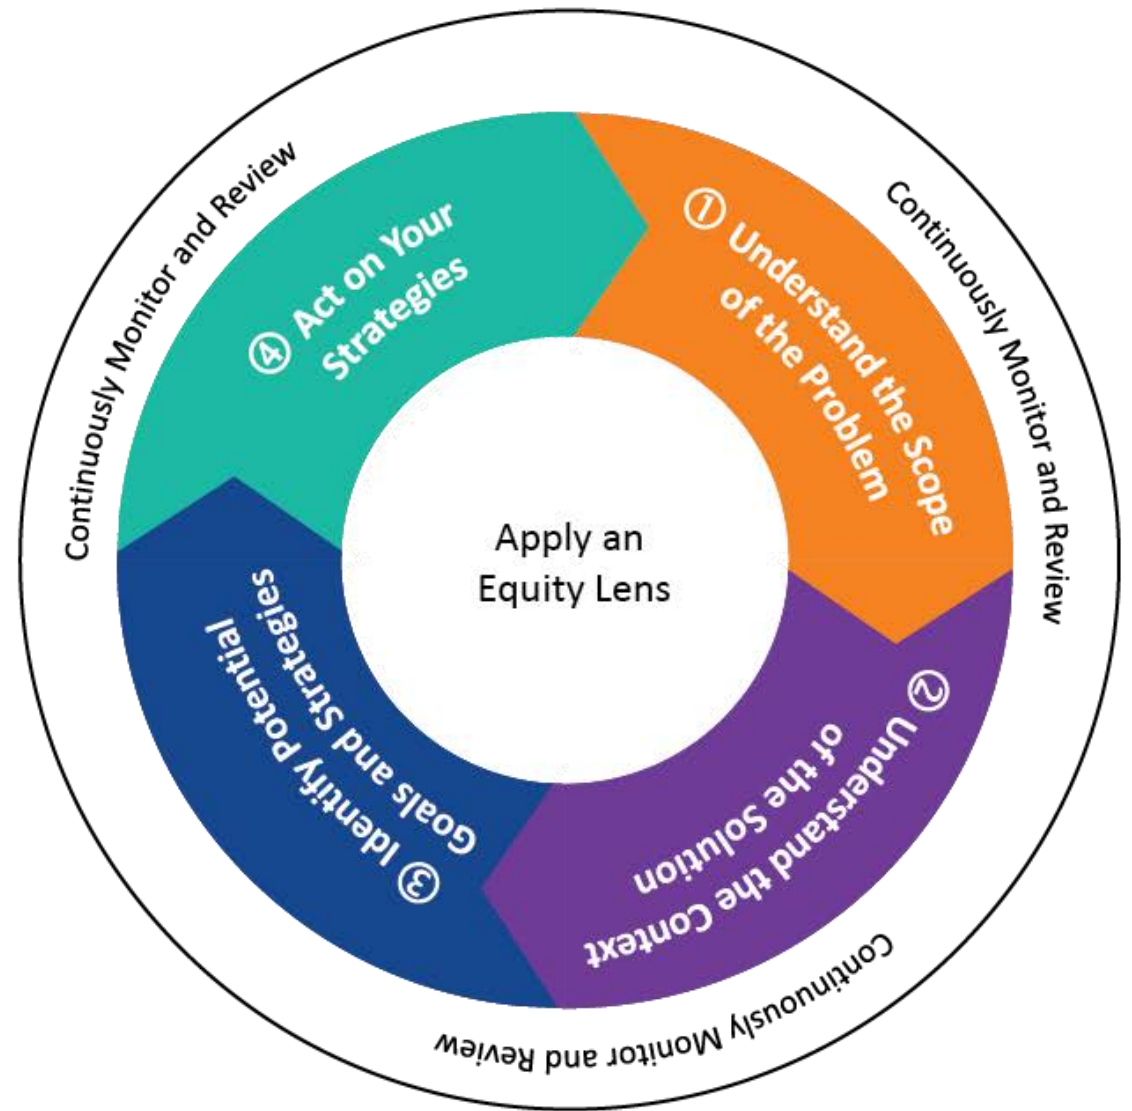 Continuously Monitor and Review
Continuously Monitor and Review
① Understand the Scope
of the Problem
④ Act on Your
Strategies
Apply an
Equity Lens
② Understand the Context
of the Solution
③ Identify Potential
Goals and Strategies
Continuously Monitor and Review